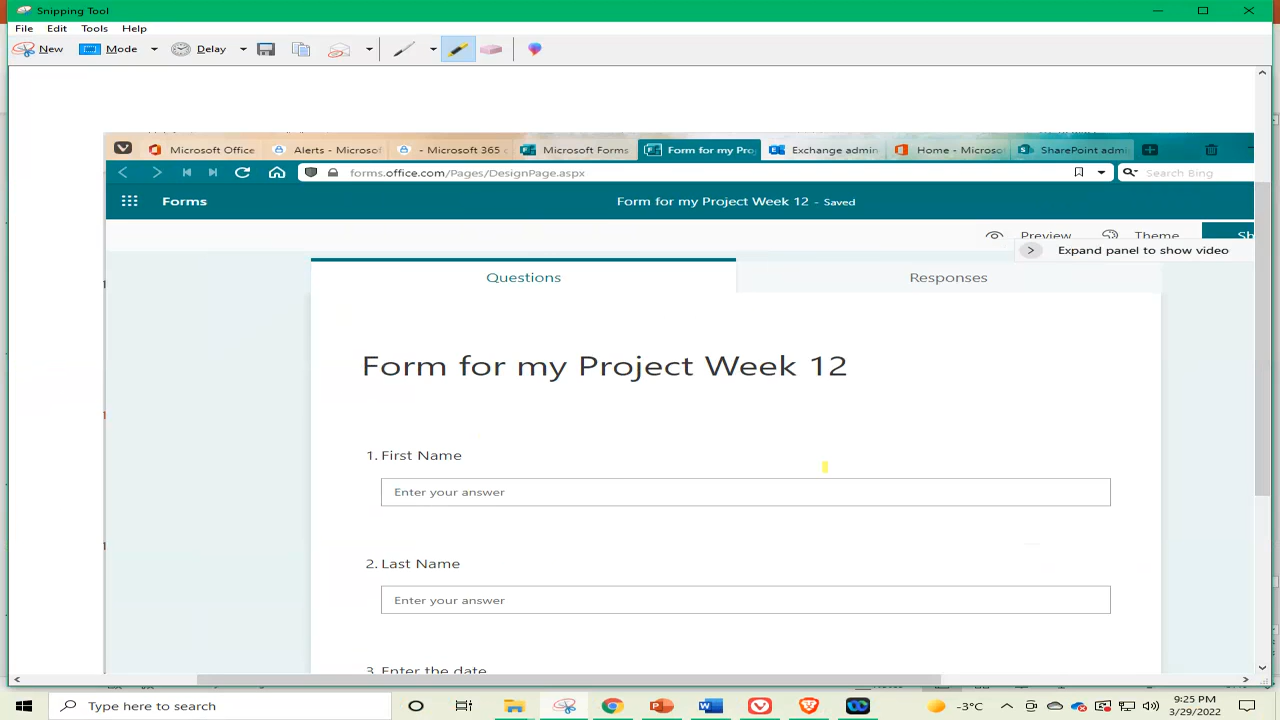 Snipping Tool
File Edit Tools Help
New Mode Delay
Microsoft Office Alerts - Microsof - Microsoft 365 c Microsoft Forms Form for my Pro Exchange admin Home - Microso SharePoint admi
forms.office.com/Pages/DesignPage.aspx Search Bing
Forms Form for my Project Week 12 - Saved
Preview Theme Sh
Expand panel to show video
Questions Responses
Form for my Project Week 12
1. First Name
Enter your answer
2. Last Name
Enter your answer
3. Enter the date
Type here to search -3°C 9:25 PM
3/29/2022